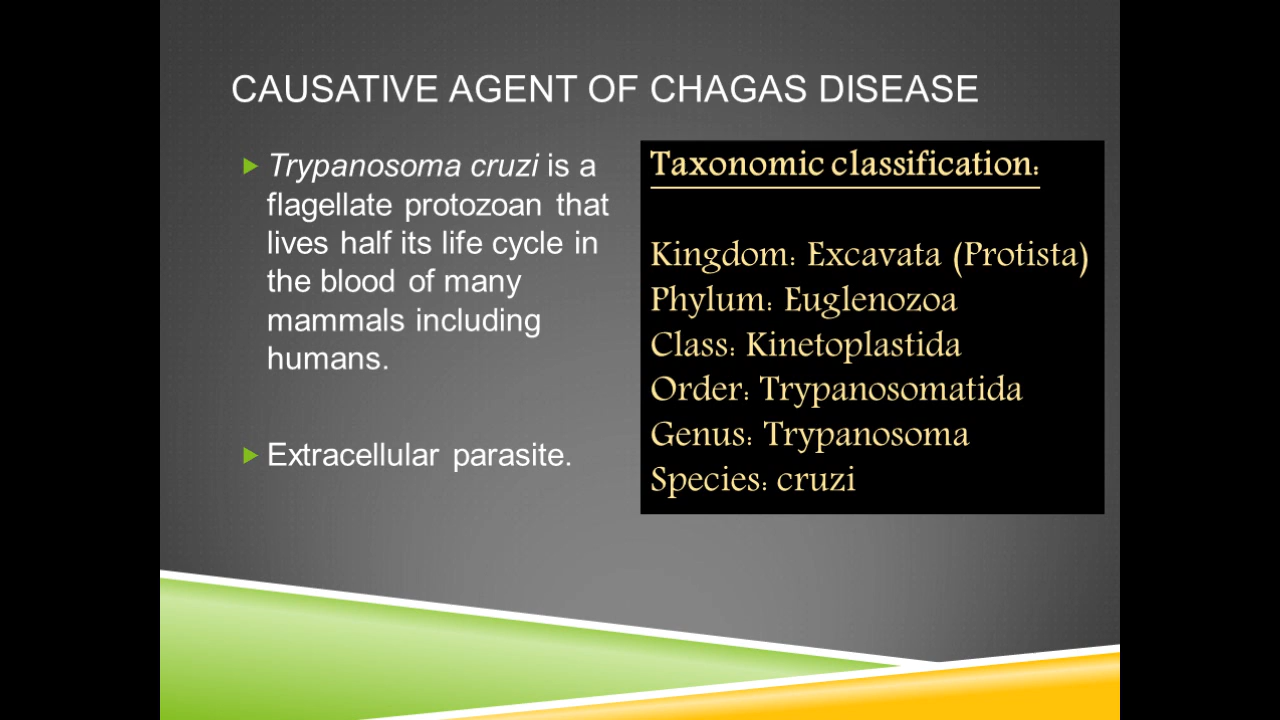 CAUSATIVE AGENT OF CHAGAS DISEASE
Trypanosoma cruzi is a
flagellate protozoan that
lives half its life cycle in
the blood of many
mammals including
humans.
Extracellular parasite.
Taxonomic classification:
Kingdom: Excavata (Protista)
Phylum: Euglenozoa
Class: Kinetoplastida
Order: Trypanosomatida
Genus: Trypanosoma
Species: cruzi